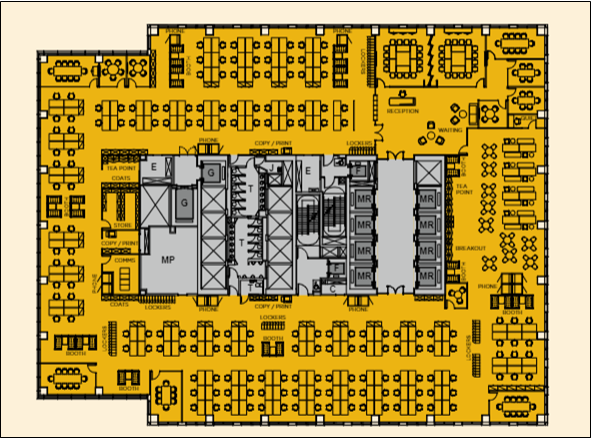 PHONE
PHONE
LOCKERS
RECEPTION
WAITING
PHONE
COPY / PRINT
LOCKERS
TEA POINT
COATS
E
G
T
E
F
TEA
POINT
G
MR
MR
STORE
MR
MR
COPY / PRINT
T
BREAKOUT
COMMS
MP
MR
MR
F
PHONE
MR
MR
PHONE
T
C
COATS
LOCKERS
PHONE
COPY / PRINT
PHONE
BOOTH
LOCKERS
LOCKERS
LOCKERS
BOOTH
BOOTH
BOOTH